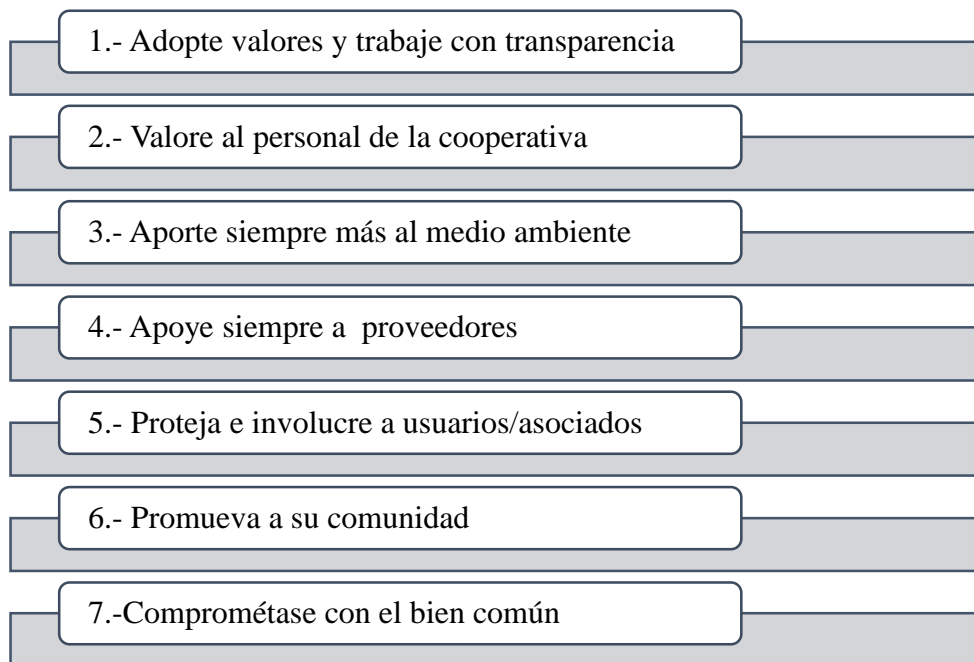 1.- Adopte valores y trabaje con transparencia
2.- Valore al personal de la cooperativa
3.- Aporte siempre más al medio ambiente
4.- Apoye siempre a  proveedores
5.- Proteja e involucre a usuarios/asociados
6.- Promueva a su comunidad
7.-Comprométase con el bien común